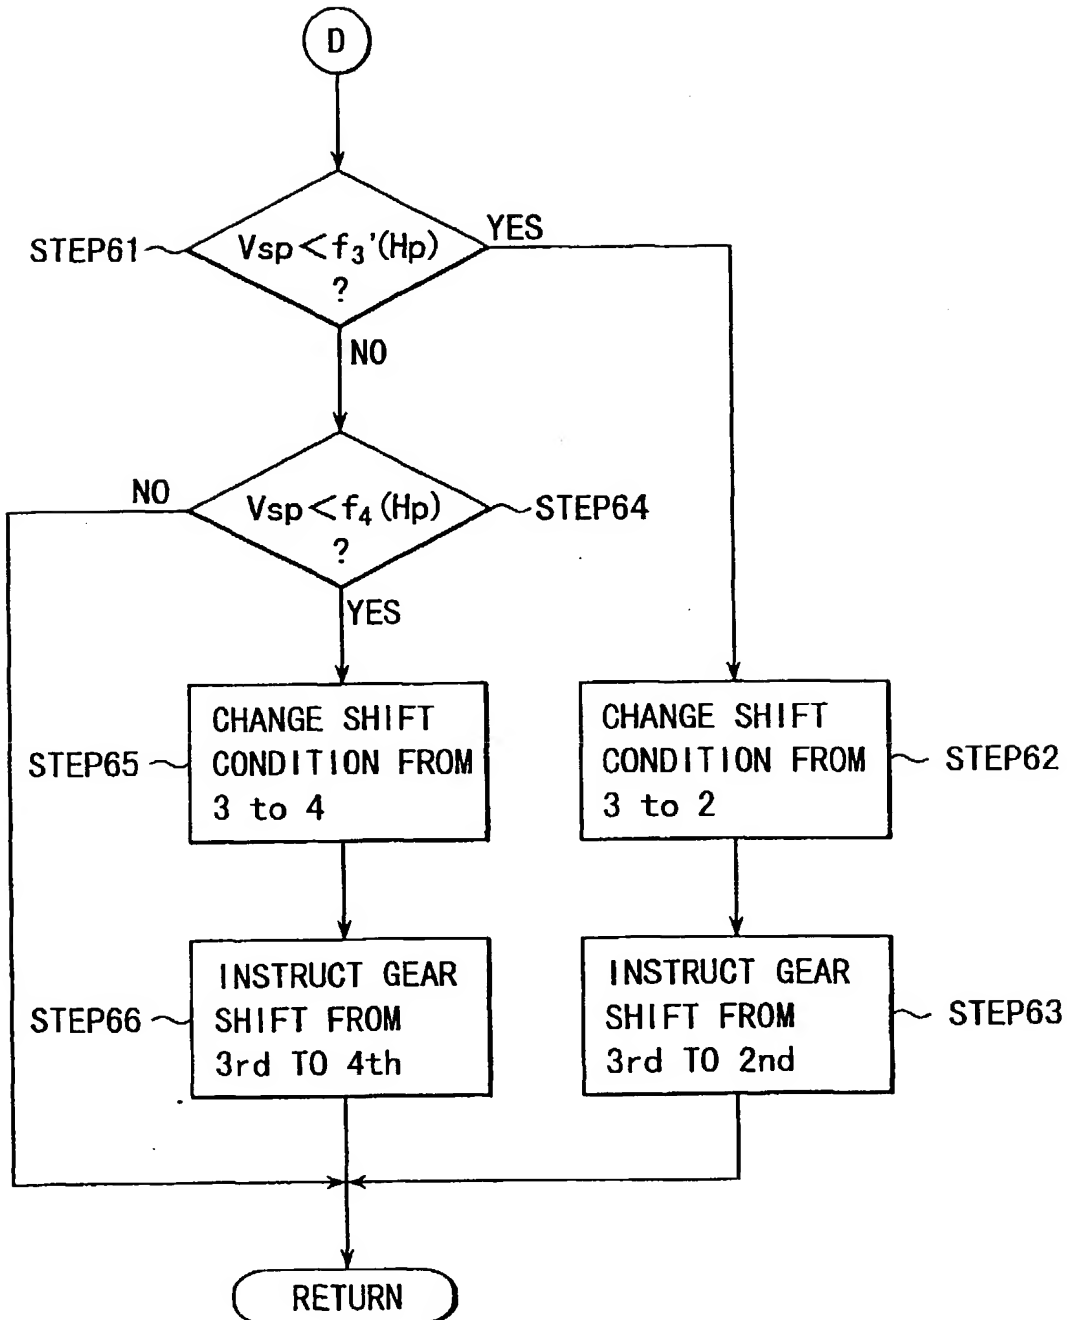 D
STEP61
Vsp<f₃'(Hp)
?
YES
NO
NO
Vsp<f₄(Hp)
?
STEP64
YES
STEP65
CHANGE SHIFT
CONDITION FROM
3 to 4
CHANGE SHIFT
CONDITION FROM
3 to 2
STEP62
STEP66
INSTRUCT GEAR
SHIFT FROM
3rd TO 4th
INSTRUCT GEAR
SHIFT FROM
3rd TO 2nd
STEP63
RETURN